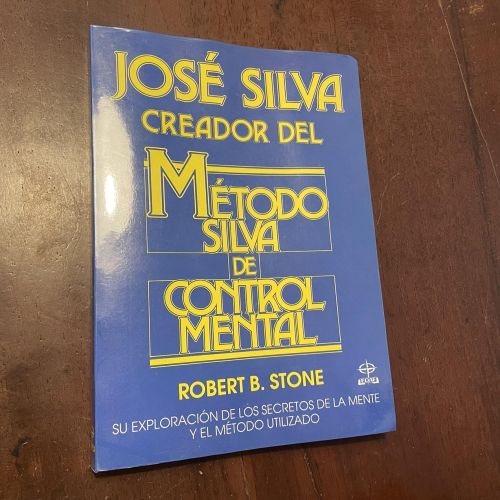 JOSÉ SILVA
CREADOR DEL
MÉTODO
SILVA
DE
CONTROL
MENTAL
ROBERT B. STONE
SU EXPLORACIÓN DE LOS SECRETOS DE LA MENTE
Y EL MÉTODO UTILIZADO